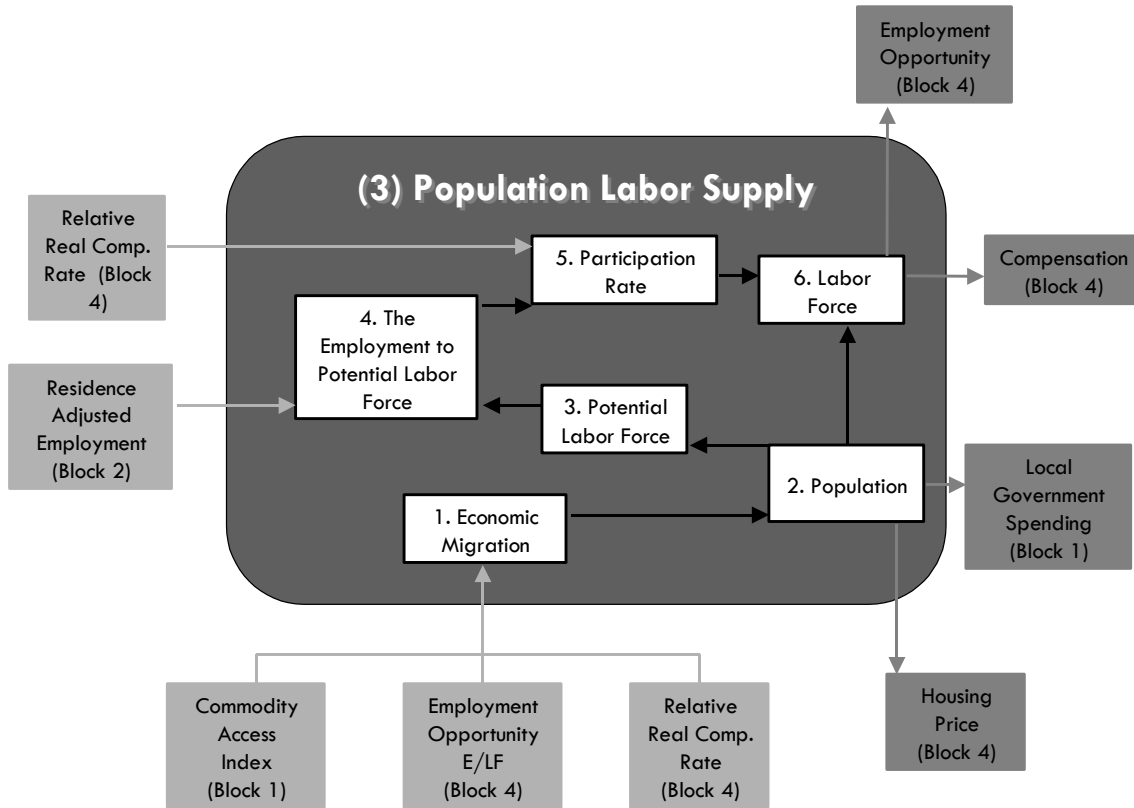 Employment
Opportunity
(Block 4)
(3) Population Labor Supply
Relative
Real Comp.
Rate (Block
4)
5. Participation
Rate
6. Labor
Force
Compensation
(Block 4)
4. The
Employment to
Potential Labor
Force
Residence
Adjusted
Employment
(Block 2)
3. Potential
Labor Force
2. Population
Local
Government
Spending
(Block 1)
1. Economic
Migration
Commodity
Access
Index
(Block 1)
Employment
Opportunity
E/LF
(Block 4)
Relative
Real Comp.
Rate
(Block 4)
Housing
Price
(Block 4)